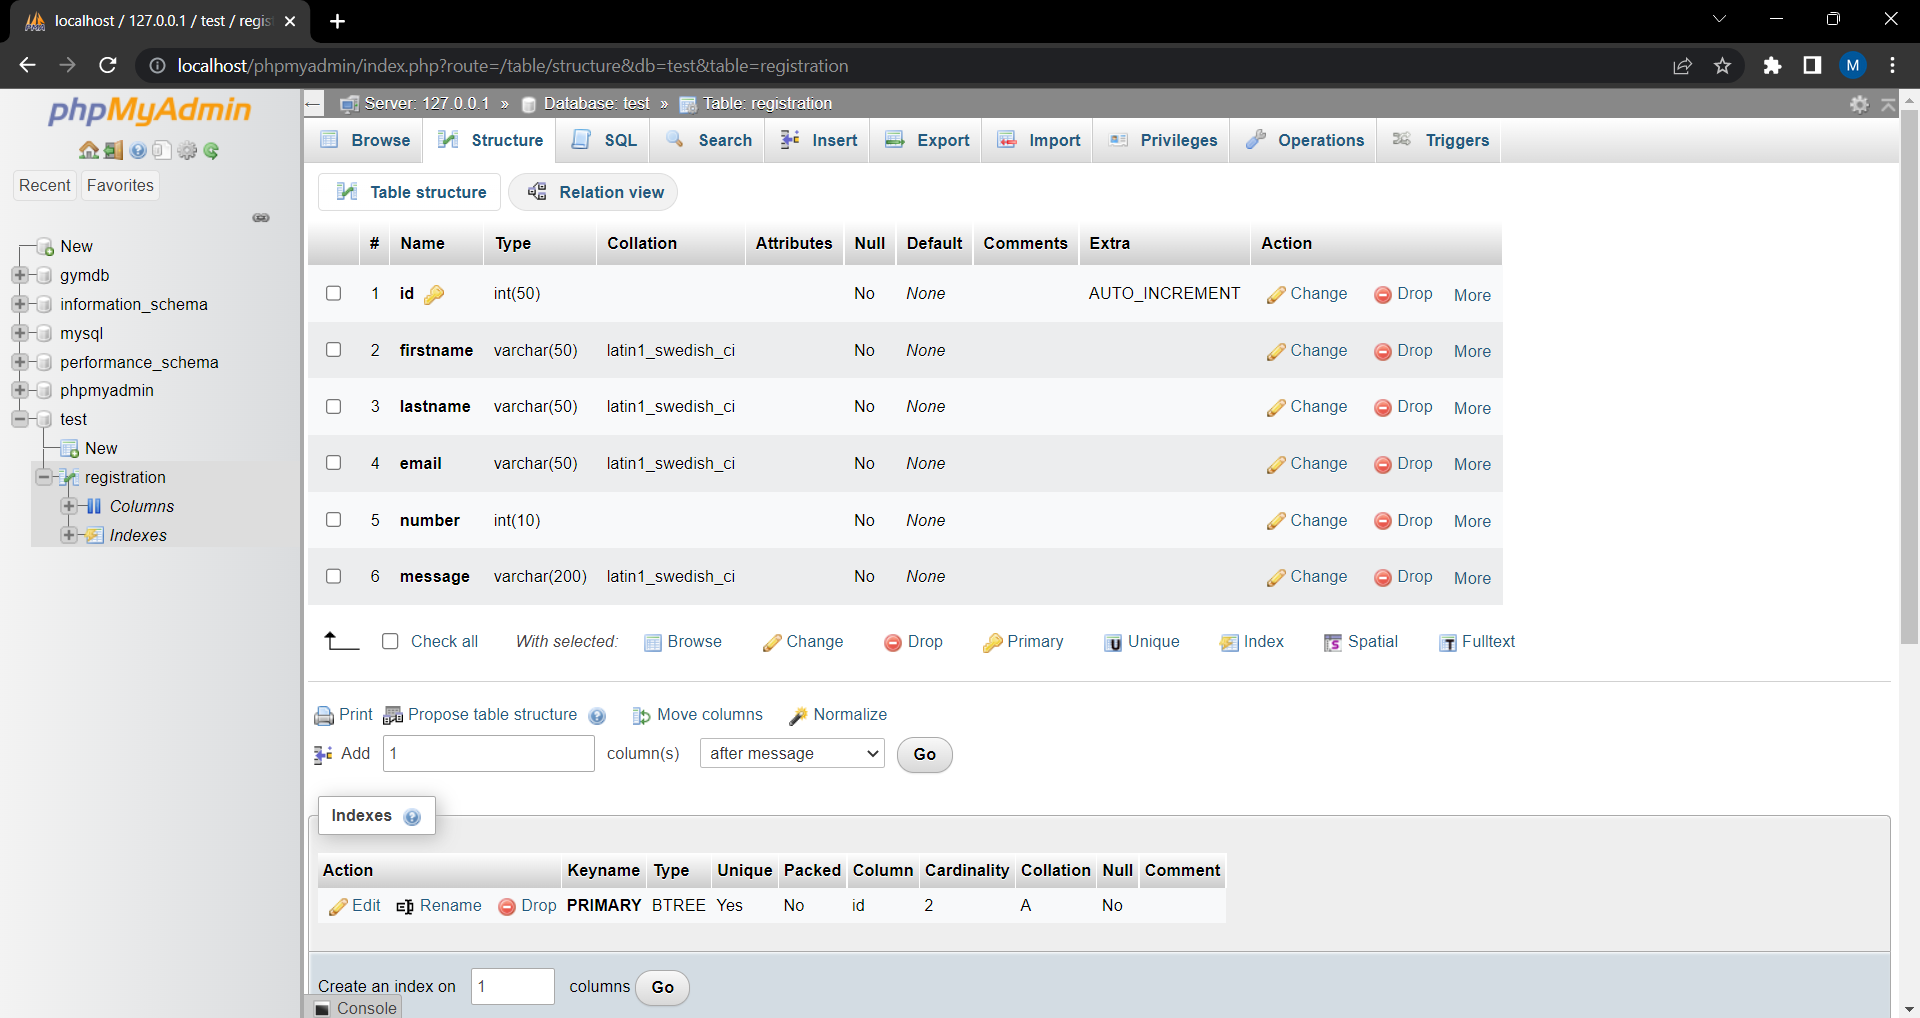 localhost / 127.0.0.1 / test / regis
localhost/phpmyadmin/index.php?route=/table/structure&db=test&table=registration
M
phpMyAdmin
Recent Favorites
New
gymdb
information_schema
mysql
performance_schema
phpmyadmin
test
New
registration
Columns
Indexes
Server: 127.0.0.1 » Database: test » Table: registration
Browse Structure SQL Search Insert Export Import Privileges Operations Triggers
Table structure Relation view
# Name Type Collation Attributes Null Default Comments Extra Action
1 id int(50) No None AUTO_INCREMENT Change Drop More
2 firstname varchar(50) latin1_swedish_ci No None Change Drop More
3 lastname varchar(50) latin1_swedish_ci No None Change Drop More
4 email varchar(50) latin1_swedish_ci No None Change Drop More
5 number int(10) No None Change Drop More
6 message varchar(200) latin1_swedish_ci No None Change Drop More
Check all With selected: Browse Change Drop Primary Unique Index Spatial Fulltext
Print Propose table structure Move columns Normalize
Add 1 column(s) after message Go
Indexes
Action Keyname Type Unique Packed Column Cardinality Collation Null Comment
Edit Rename Drop PRIMARY BTREE Yes No id 2 A No
Create an index on 1 columns Go
Console